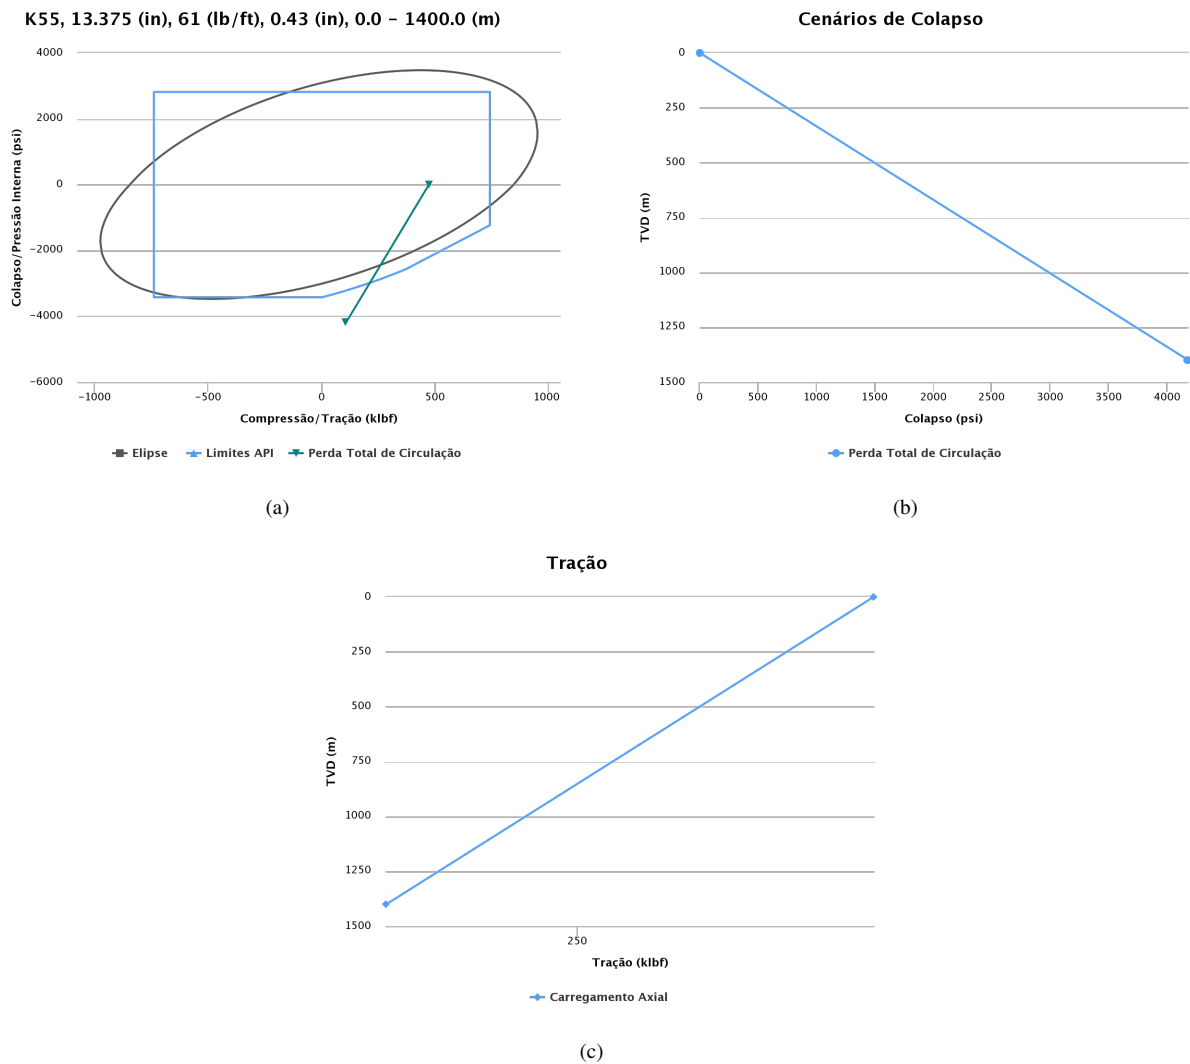 K55, 13.375 (in), 61 (lb/ft), 0.43 (in), 0.0 – 1400.0 (m)
4000
2000
0
−2000
−4000
−6000
Colapso/Pressão Interna (psi)
−1000
−500
0
500
1000
Compressão/Tração (klbf)
Elipse
Limites API
Perda Total de Circulação
(a)
Cenários de Colapso
0
250
500
750
1000
1250
1500
TVD (m)
0
500
1000
1500
2000
2500
3000
3500
4000
Colapso (psi)
Perda Total de Circulação
(b)
Tração
0
250
500
750
1000
1250
1500
TVD (m)
250
Tração (klbf)
Carregamento Axial
(c)